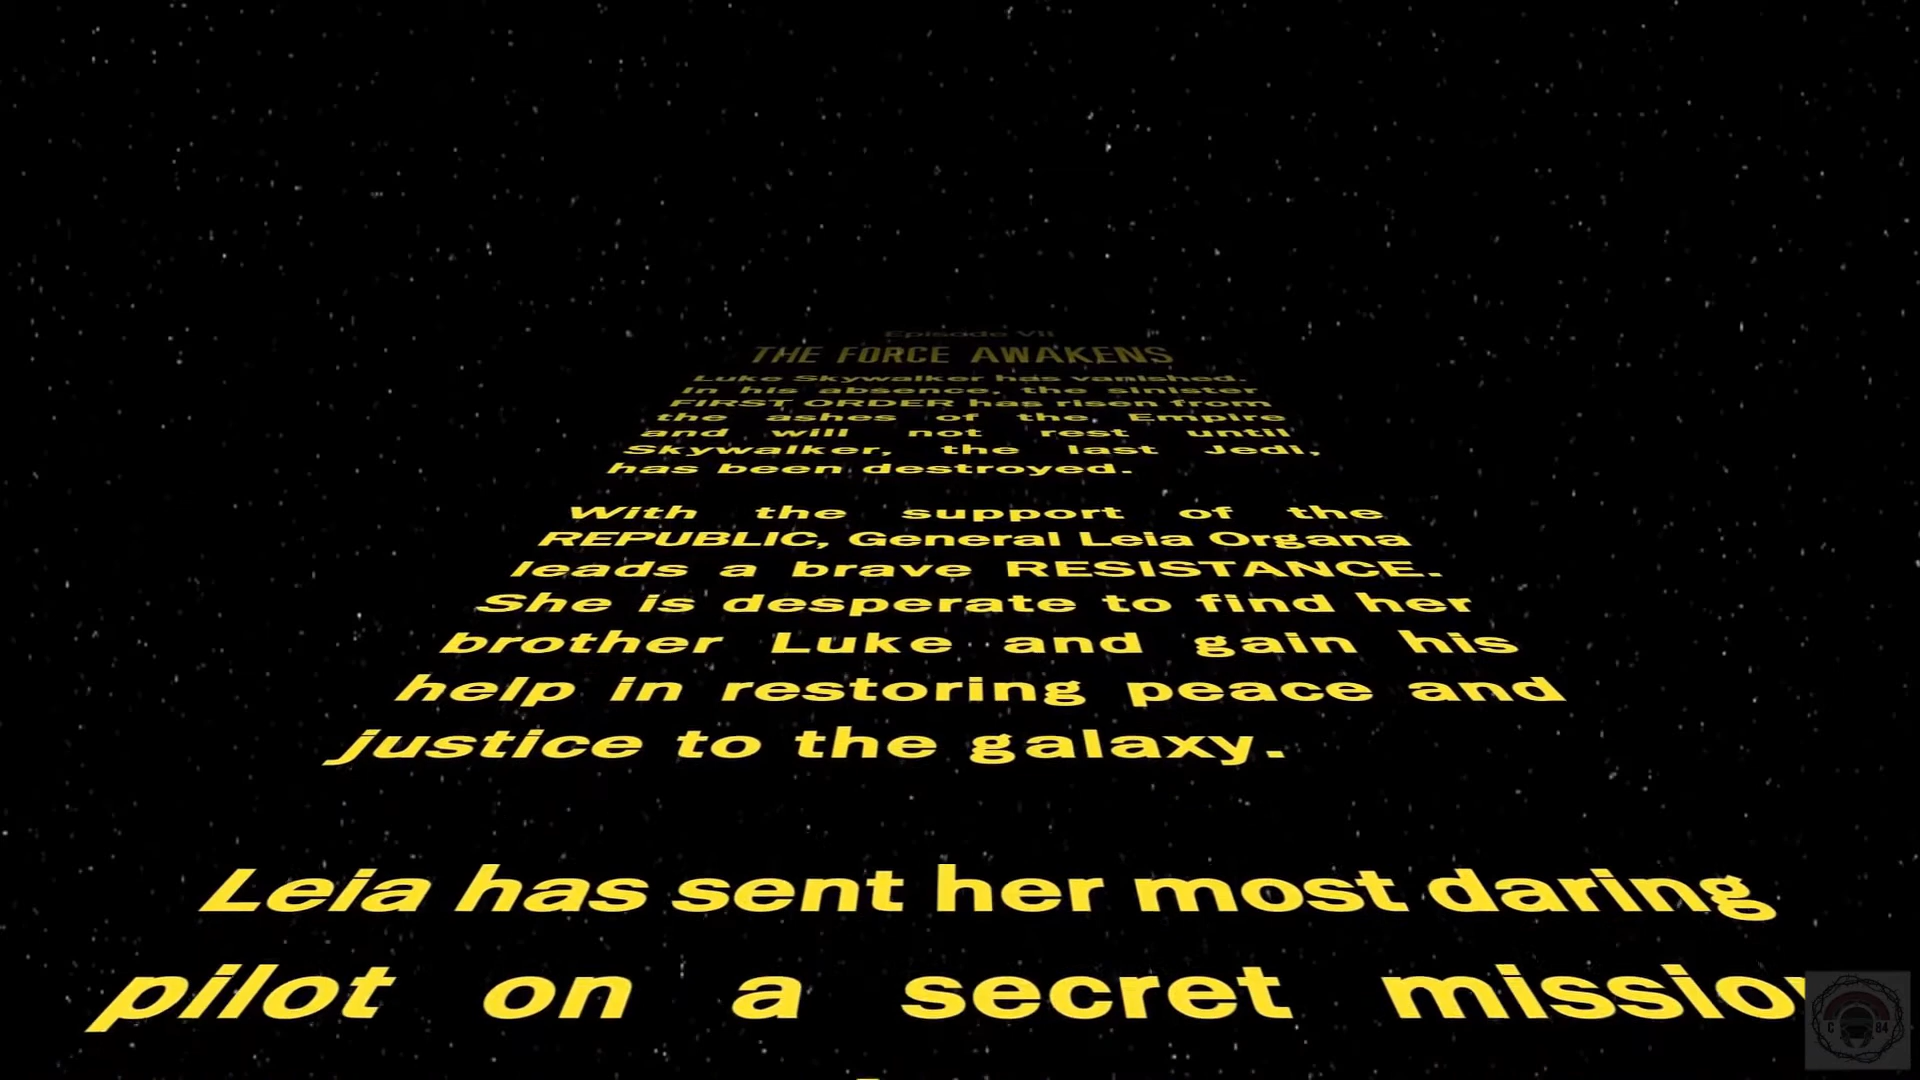 Episode VII
THE FORCE AWAKENS
Luke Skywalker has vanished.
In his absence, the sinister
FIRST ORDER has risen from
the ashes of the Empire
and will not rest until
Skywalker, the last Jedi,
has been destroyed.
With the support of the
REPUBLIC, General Leia Organa
leads a brave RESISTANCE.
She is desperate to find her
brother Luke and gain his
help in restoring peace and
justice to the galaxy.
Leia has sent her most daring
pilot on a secret mission
C 84